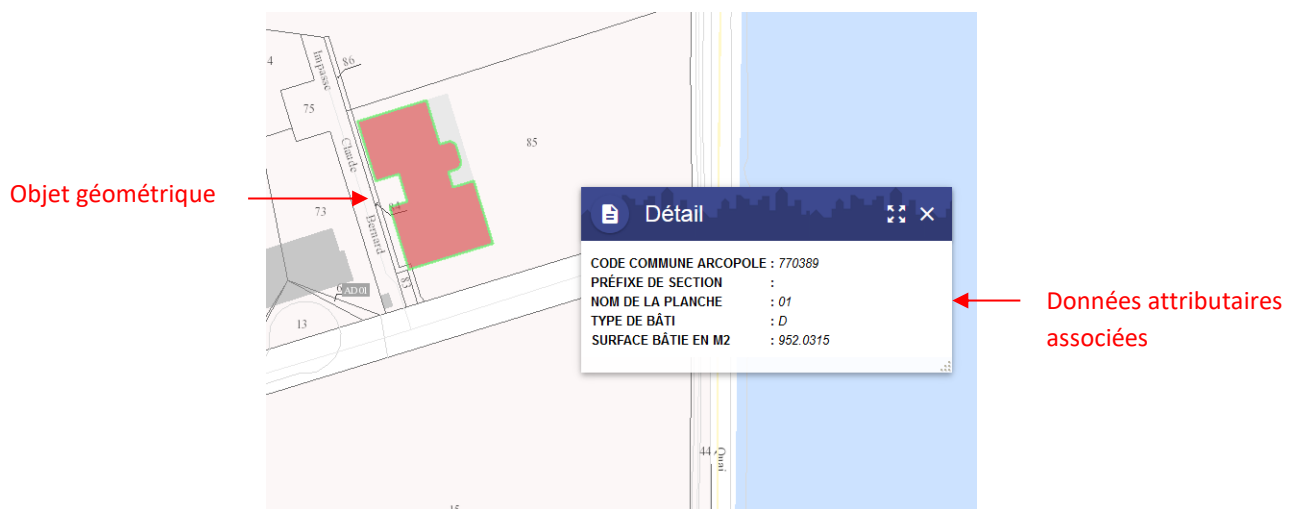 4
Impasse
86
75
Claude
85
Objet géométrique
73
84
Bernard
Détail
CODE COMMUNE ARCOPOLE : 770389
PRÉFIXE DE SECTION :
NOM DE LA PLANCHE : 01
TYPE DE BÂTI : D
SURFACE BÂTIE EN M2 : 952.0315
Données attributaires
associées
83
AD 01
13
44
Quai
15